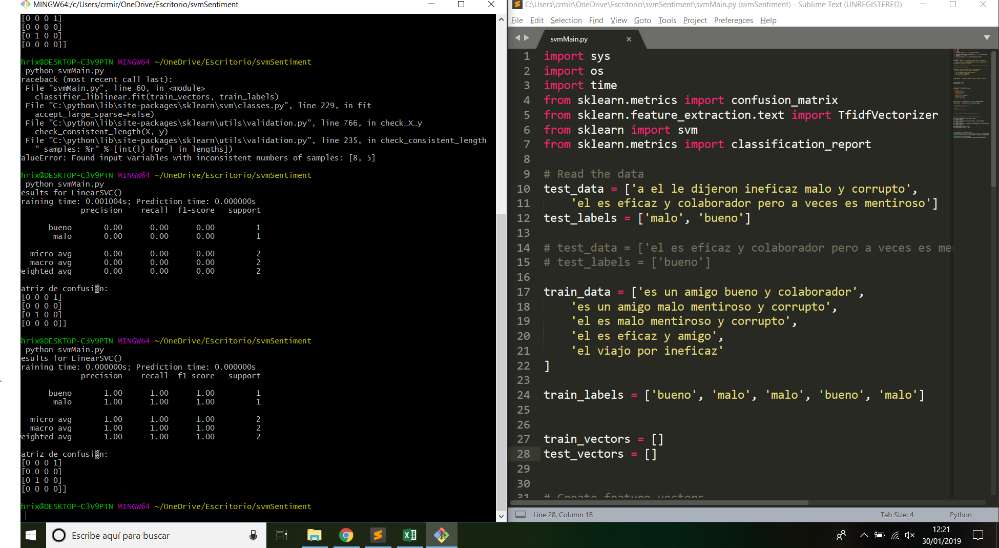 MINGW64:/c/Users/crmir/OneDrive/Escritorio/svmSentiment
[0 0 0 1]
[0 0 0 0]
[0 1 0 0]
[0 0 0 0]]
hrix@DESKTOP-C3V9PTN MINGW64 ~/OneDrive/Escritorio/svmSentiment
python svmMain.py
raceback (most recent call last):
File "svmMain.py", line 60, in <module>
classifier_liblinear.fit(train_vectors, train_labels)
File "C:\python\lib\site-packages\sklearn\svm\classes.py", line 229, in fit
accept_large_sparse=False)
File "C:\python\lib\site-packages\sklearn\utils\validation.py", line 766, in check_X_y
check_consistent_length(X, y)
File "C:\python\lib\site-packages\sklearn\utils\validation.py", line 235, in check_consistent_length
" samples: %r" % [int(l) for l in lengths])
alueError: Found input variables with inconsistent numbers of samples: [8, 5]
hrix@DESKTOP-C3V9PTN MINGW64 ~/OneDrive/Escritorio/svmSentiment
python svmMain.py
esults for LinearSVC()
raining time: 0.001004s; Prediction time: 0.000000s
precision recall f1-score support
bueno 0.00 0.00 0.00 1
malo 0.00 0.00 0.00 1
micro avg 0.00 0.00 0.00 2
macro avg 0.00 0.00 0.00 2
eighted avg 0.00 0.00 0.00 2
atriz de confusi▒n:
[0 0 0 1]
[0 0 0 0]
[0 1 0 0]
[0 0 0 0]]
hrix@DESKTOP-C3V9PTN MINGW64 ~/OneDrive/Escritorio/svmSentiment
python svmMain.py
esults for LinearSVC()
raining time: 0.000000s; Prediction time: 0.000000s
precision recall f1-score support
bueno 1.00 1.00 1.00 1
malo 1.00 1.00 1.00 1
micro avg 1.00 1.00 1.00 2
macro avg 1.00 1.00 1.00 2
eighted avg 1.00 1.00 1.00 2
atriz de confusi▒n:
[0 0 0 1]
[0 0 0 0]
[0 1 0 0]
[0 0 0 0]]
hrix@DESKTOP-C3V9PTN MINGW64 ~/OneDrive/Escritorio/svmSentiment
C:\Users\crmir\OneDrive\Escritorio\svmSentiment\svmMain.py (svmSentiment) - Sublime Text (UNREGISTERED)
File Edit Selection Find View Goto Tools Project Preferences Help
svmMain.py
1 import sys
2 import os
3 import time
4 from sklearn.metrics import confusion_matrix
5 from sklearn.feature_extraction.text import TfidfVectorizer
6 from sklearn import svm
7 from sklearn.metrics import classification_report
8
9 # Read the data
10 test_data = ['a el le dijeron ineficaz malo y corrupto',
11 'el es eficaz y colaborador pero a veces es mentiroso']
12 test_labels = ['malo', 'bueno']
13
14 # test_data = ['el es eficaz y colaborador pero a veces es me
15 # test_labels = ['bueno']
16
17 train_data = ['es un amigo bueno y colaborador',
18 'es un amigo malo mentiroso y corrupto',
19 'el es malo mentiroso y corrupto',
20 'el es eficaz y amigo',
21 'el viajo por ineficaz'
22 ]
23
24 train_labels = ['bueno', 'malo', 'malo', 'bueno', 'malo']
25
26
27 train_vectors = []
28 test_vectors = []
29
30
31 # Create feature vectors
Line 28, Column 18
Tab Size: 4
Python
Escribe aquí para buscar
12:21
30/01/2019